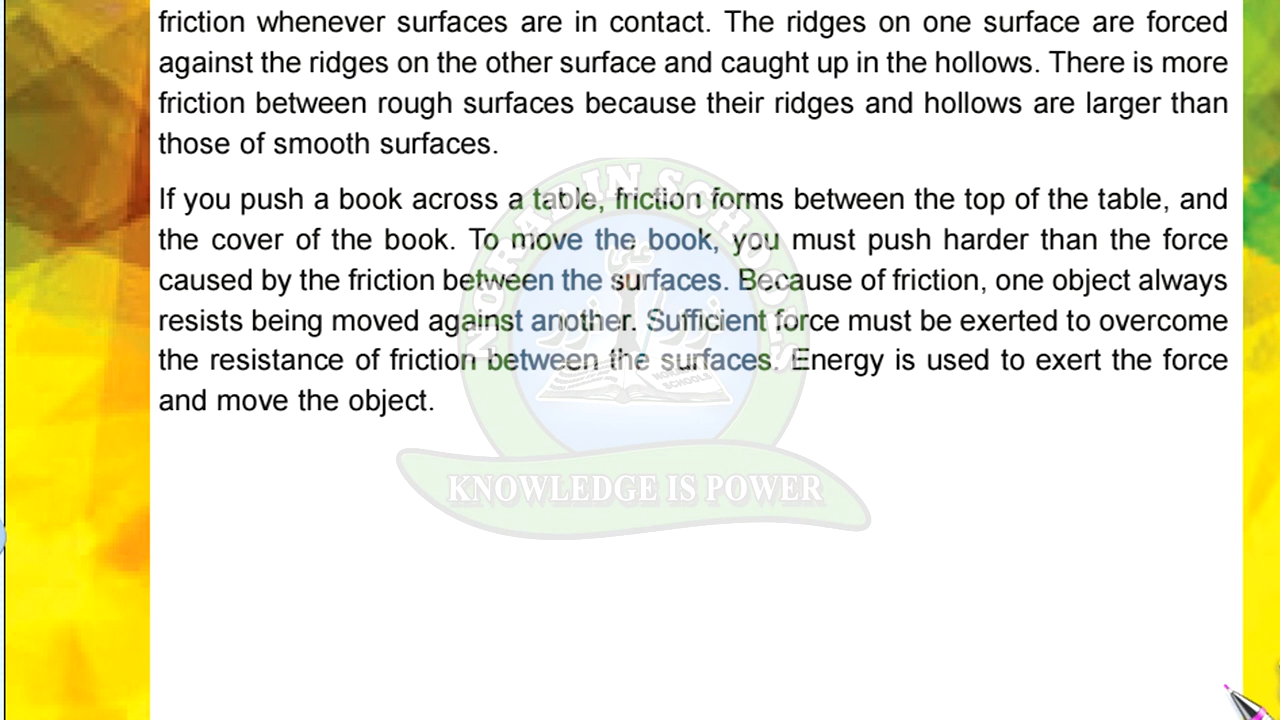 friction whenever surfaces are in contact. The ridges on one surface are forced
against the ridges on the other surface and caught up in the hollows. There is more
friction between rough surfaces because their ridges and hollows are larger than
those of smooth surfaces.
If you push a book across a table, friction forms between the top of the table, and
the cover of the book. To move the book, you must push harder than the force
caused by the friction between the surfaces. Because of friction, one object always
resists being moved against another. Sufficient force must be exerted to overcome
the resistance of friction between the surfaces. Energy is used to exert the force
and move the object.
KNOWLEDGE IS POWER